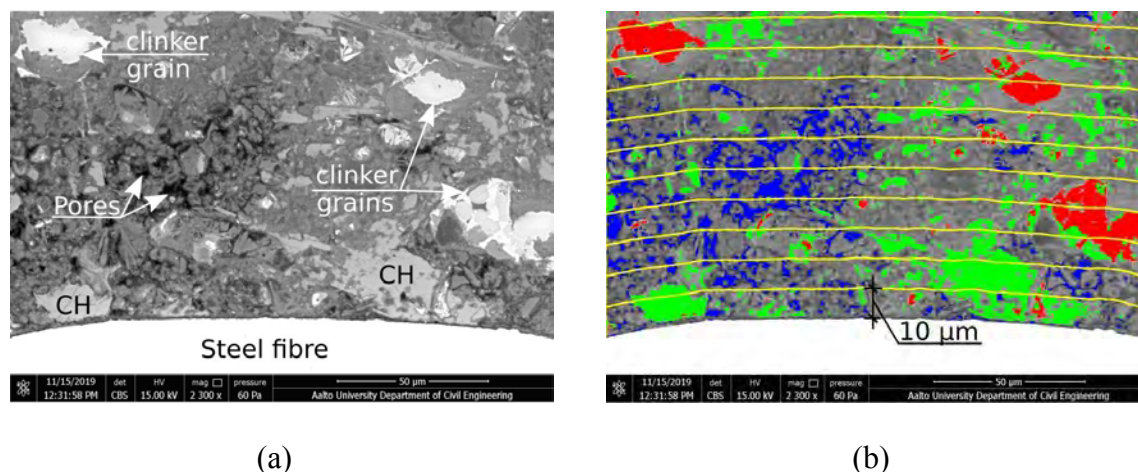 clinker
grain
clinker
grains
Pores
CH
CH
Steel fibre
11/15/2019 det HV mag pressure 50 μm
12:31:58 PM CBS 15.00 kV 2 300 x 60 Pa Aalto University Department of Civil Engineering
(a)
10 μm
11/15/2019 det HV mag pressure 50 μm
12:31:58 PM CBS 15.00 kV 2 300 x 60 Pa Aalto University Department of Civil Engineering
(b)